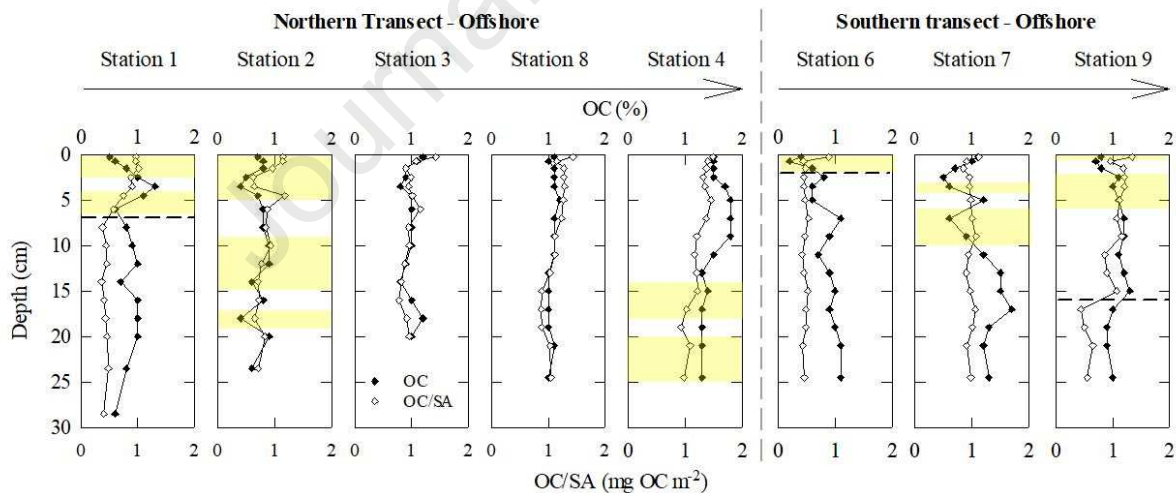 Northern Transect - Offshore Southern transect - Offshore
Station 1 Station 2 Station 3 Station 8 Station 4 Station 6 Station 7 Station 9
OC (%)
0 1 2 0 1 2 0 1 2 0 1 2 0 1 2 0 1 2 0 1 2 0 1 2
0
5
10
15
20
25
30
Depth (cm)
OC
OC/SA
0 1 2 0 1 2 0 1 2 0 1 2 0 1 2 0 1 2 0 1 2 0 1 2
OC/SA (mg OC m-2)
Journal